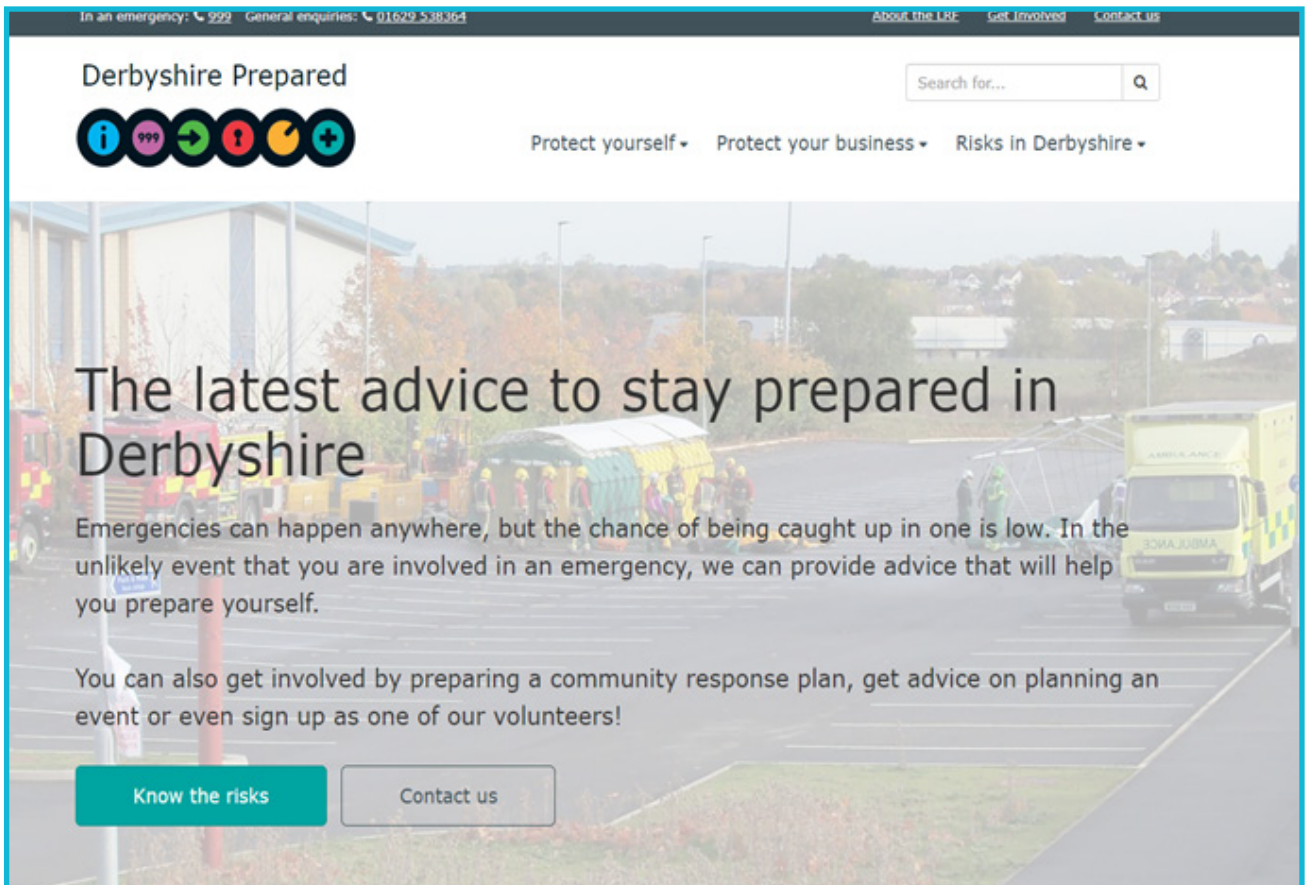 In an emergency: 999 General enquiries: 01629 538364
About the LRF Get Involved Contact us
Derbyshire Prepared
i 999
Search for...
Protect yourself Protect your business Risks in Derbyshire
The latest advice to stay prepared in
Derbyshire
Emergencies can happen anywhere, but the chance of being caught up in one is low. In the
unlikely event that you are involved in an emergency, we can provide advice that will help
you prepare yourself.
You can also get involved by preparing a community response plan, get advice on planning an
event or even sign up as one of our volunteers!
Know the risks
Contact us
AMBULANCE
AMBULANCE